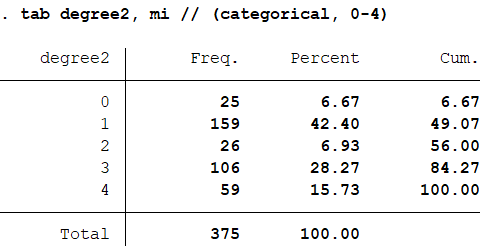 . tab degree2, mi // (categorical, 0-4)
degree2 Freq. Percent Cum.
0 25 6.67 6.67
1 159 42.40 49.07
2 26 6.93 56.00
3 106 28.27 84.27
4 59 15.73 100.00
Total 375 100.00